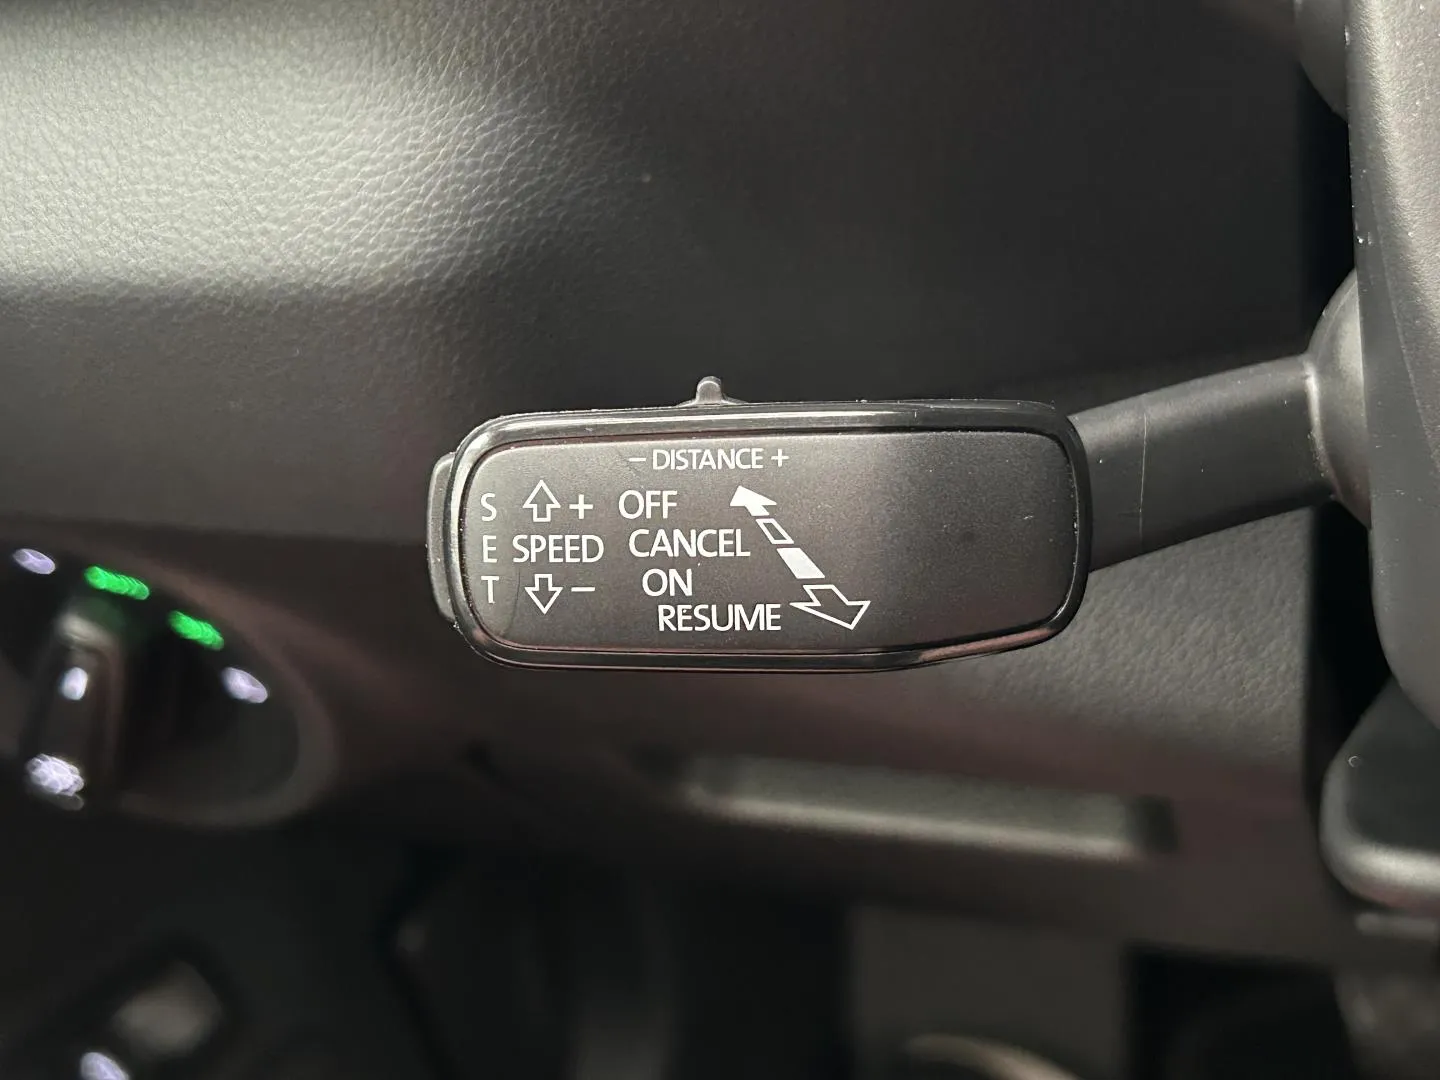 − DISTANCE +
S + OFF
E SPEED CANCEL
T − ON
RESUME